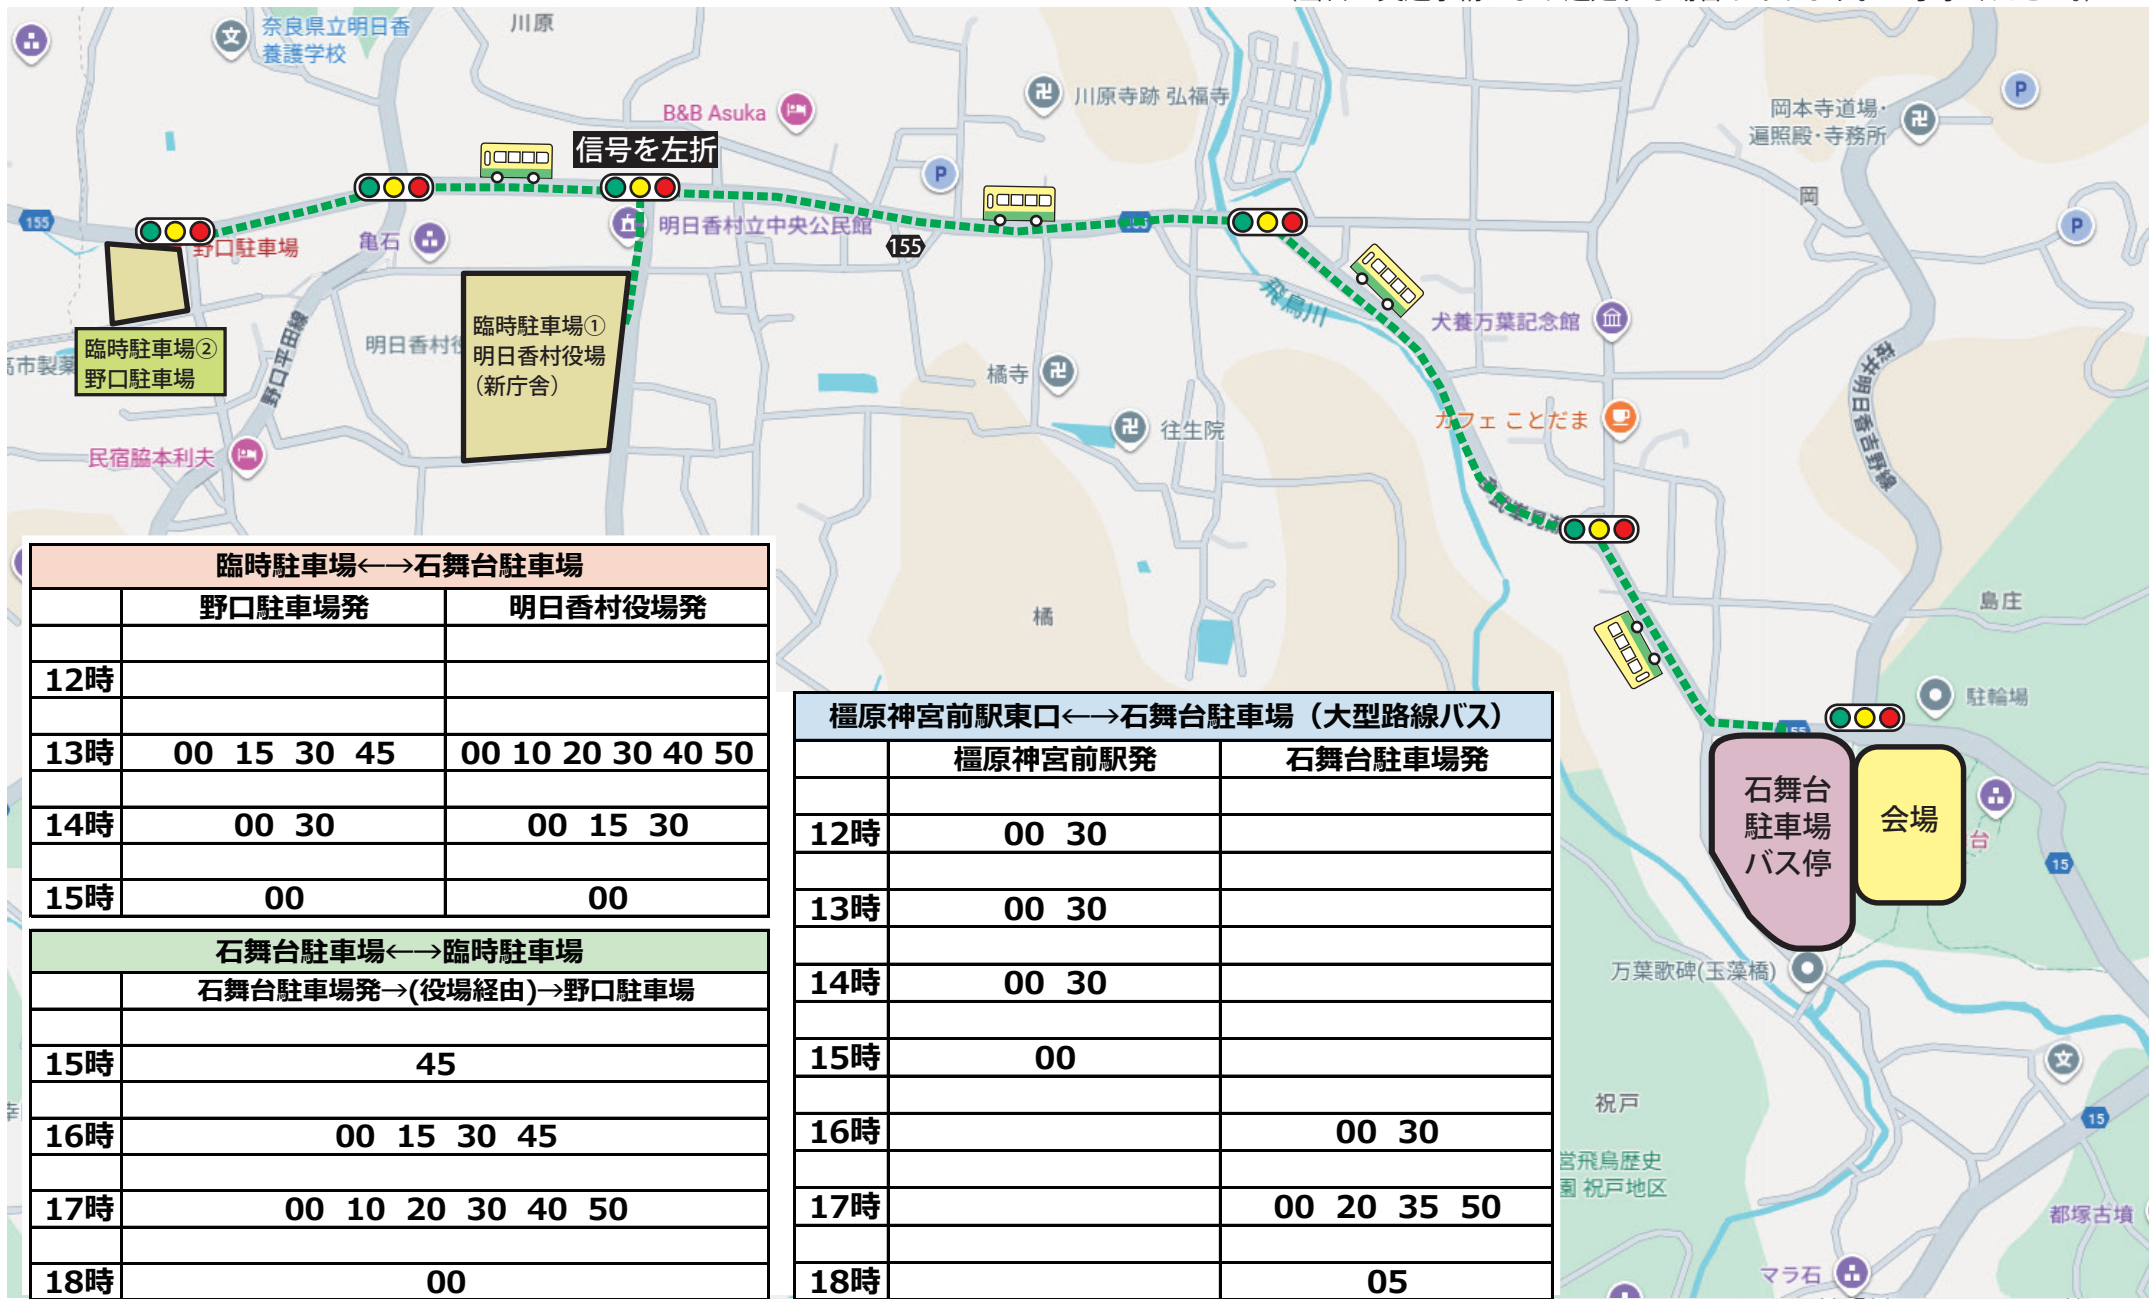 奈良県立明日香
養護学校
川原
B&B Asuka
川原寺跡 弘福寺
岡本寺道場・
遍照殿・寺務所
P
P
P
岡
信号を左折
155
野口駐車場
亀石
明日香村立中央公民館
155
飛鳥川
犬養万葉記念館
臨時駐車場①
明日香村役場
(新庁舎)
臨時駐車場②
野口駐車場
野口平田線
橘寺
往生院
カフェ ことだま
桜井明日香吉野線
民宿脇本利夫
橘
島庄
駐輪場
石舞台
駐車場
バス停
会場
15
万葉歌碑(玉藻橋)
祝戸
15
都塚古墳
マラ石
臨時駐車場←→石舞台駐車場
野口駐車場発 明日香村役場発
12時
13時 00 15 30 45 00 10 20 30 40 50
14時 00 30 00 15 30
15時 00 00
石舞台駐車場←→臨時駐車場
石舞台駐車場発→(役場経由)→野口駐車場
15時 45
16時 00 15 30 45
17時 00 10 20 30 40 50
18時 00
橿原神宮前駅東口←→石舞台駐車場(大型路線バス)
橿原神宮前駅発 石舞台駐車場発
12時 00 30
13時 00 30
14時 00 30
15時 00
16時 00 30
17時 00 20 35 50
18時 05